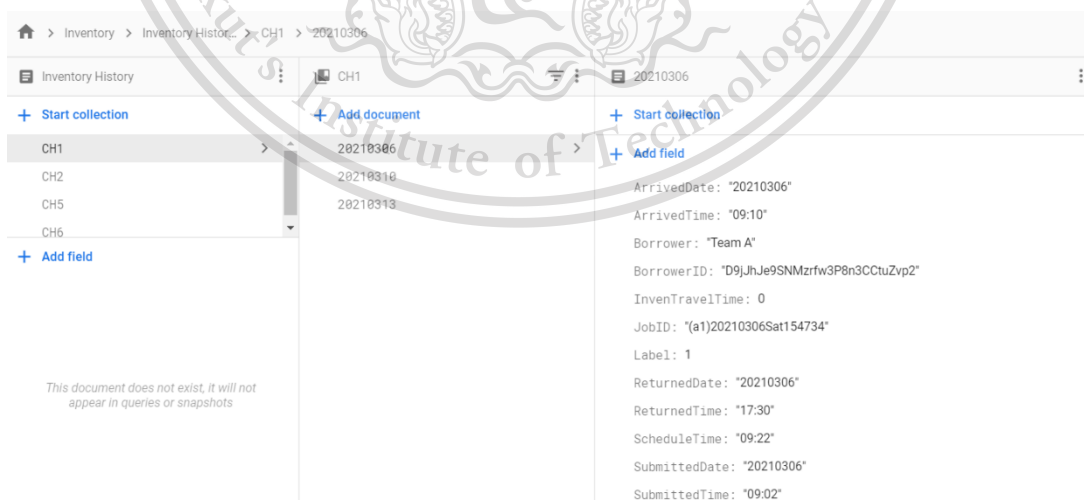 Inventory > Inventory Histor... > CH1 > 20210306
Inventory History
+ Start collection
CH1
CH2
CH5
CH6
+ Add field
This document does not exist, it will not
appear in queries or snapshots
CH1
+ Add document
20210306
20210310
20210313
20210306
+ Start collection
+ Add field
ArrivedDate: "20210306"
ArrivedTime: "09:10"
Borrower: "Team A"
BorrowerID: "D9jJhJe9SNMzrfw3P8n3CCtuZvp2"
InvenTravelTime: 0
JobID: "(a1)20210306Sat154734"
Label: 1
ReturnedDate: "20210306"
ReturnedTime: "17:30"
ScheduleTime: "09:22"
SubmittedDate: "20210306"
SubmittedTime: "09:02"
Institute of Technology